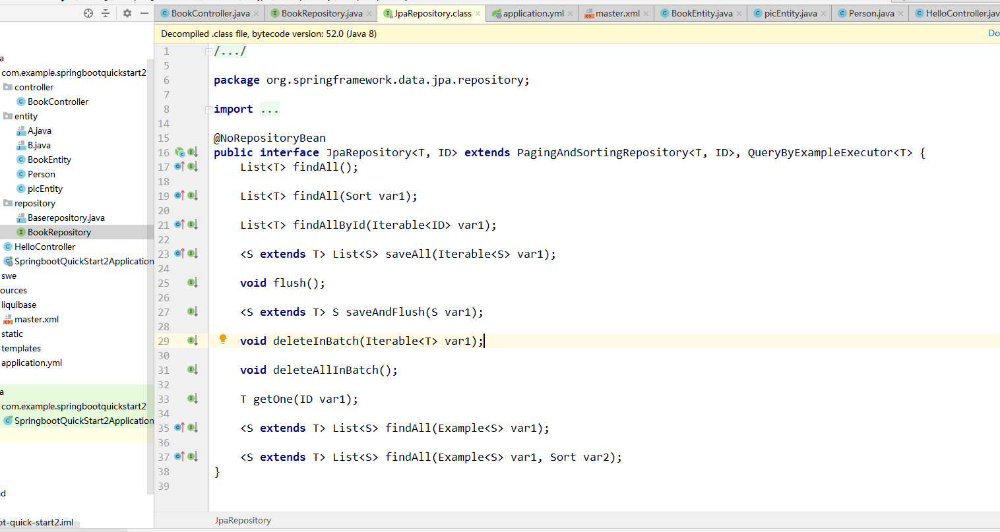 BookController.java
BookRepository.java
JpaRepository.class
application.yml
master.xml
BookEntity.java
picEntity.java
Person.java
HelloController.jav
Decompiled .class file, bytecode version: 52.0 (Java 8)
Do
a
com.example.springbootquickstart2
controller
BookController
entity
A.java
B.java
BookEntity
Person
picEntity
repository
Baserepository.java
BookRepository
HelloController
SpringbootQuickStart2Application
swe
ources
liquibase
master.xml
static
templates
application.yml
a
com.example.springbootquickstart2
SpringbootQuickStart2Application
d
ot-quick-start2.iml
1 /.../
5
6 package org.springframework.data.jpa.repository;
7
8 import ...
14
15 @NoRepositoryBean
16 public interface JpaRepository<T, ID> extends PagingAndSortingRepository<T, ID>, QueryByExampleExecutor<T> {
17 List<T> findAll();
18
19 List<T> findAll(Sort var1);
20
21 List<T> findAllById(Iterable<ID> var1);
22
23 <S extends T> List<S> saveAll(Iterable<S> var1);
24
25 void flush();
26
27 <S extends T> S saveAndFlush(S var1);
28
29 void deleteInBatch(Iterable<T> var1);
30
31 void deleteAllInBatch();
32
33 T getOne(ID var1);
34
35 <S extends T> List<S> findAll(Example<S> var1);
36
37 <S extends T> List<S> findAll(Example<S> var1, Sort var2);
38 }
39
JpaRepository